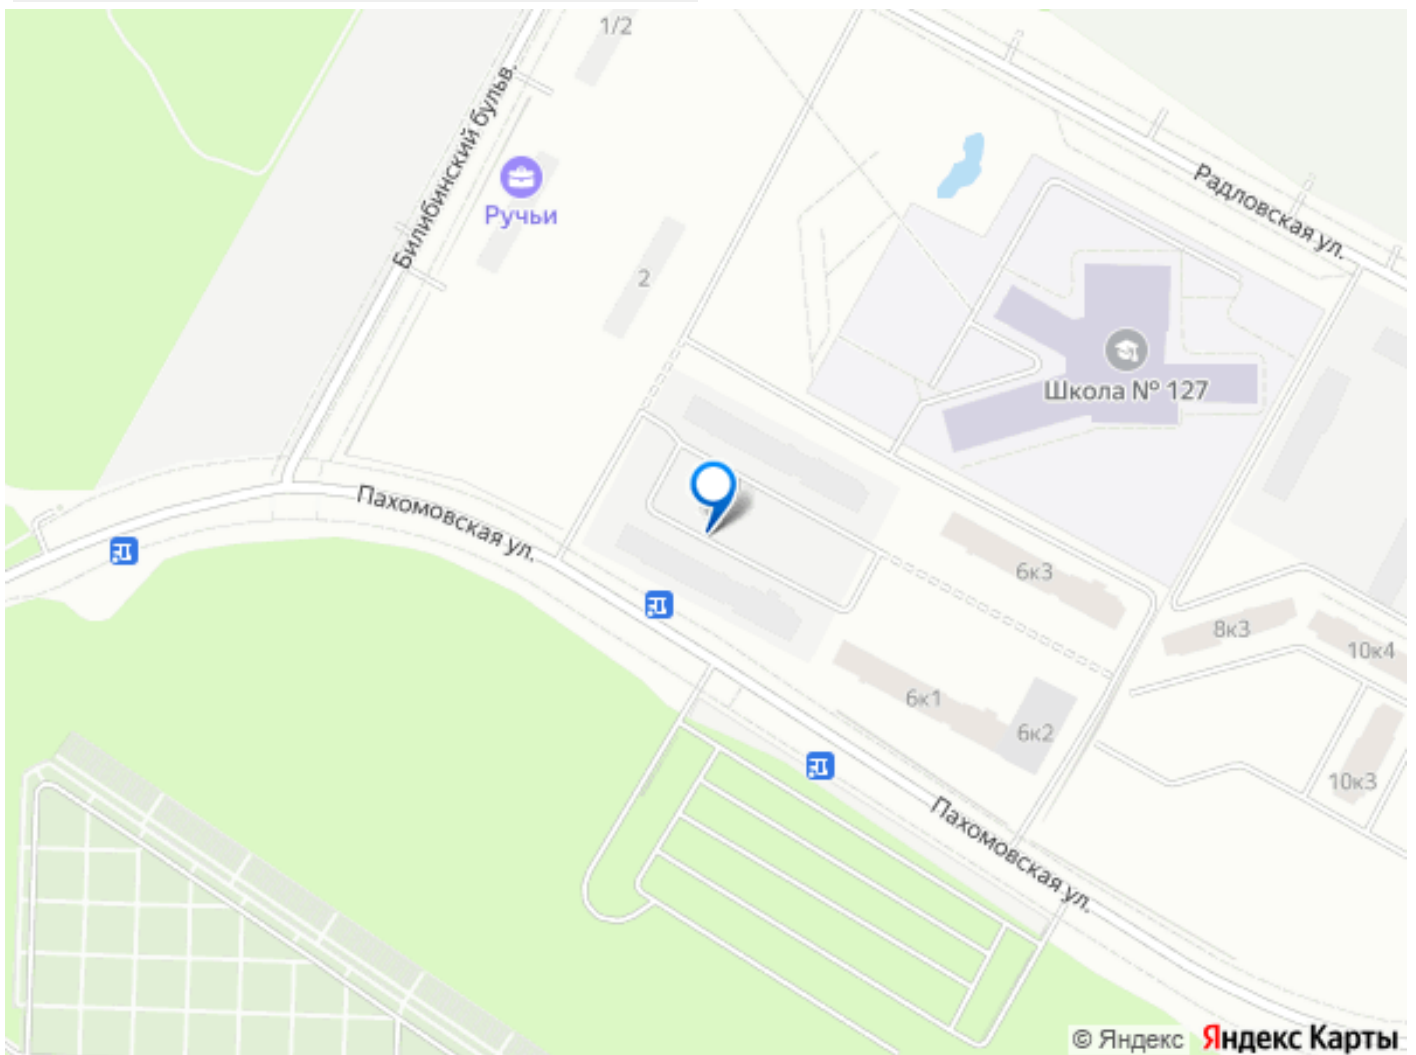 1/2
Билибинский бульв.
Ручьи
2
Радловская ул.
Школа № 127
Пахомовская ул.
6к3
8к3
10к4
6к1
6к2
10к3
Пахомовская ул.
© Яндекс Яндекс Карты